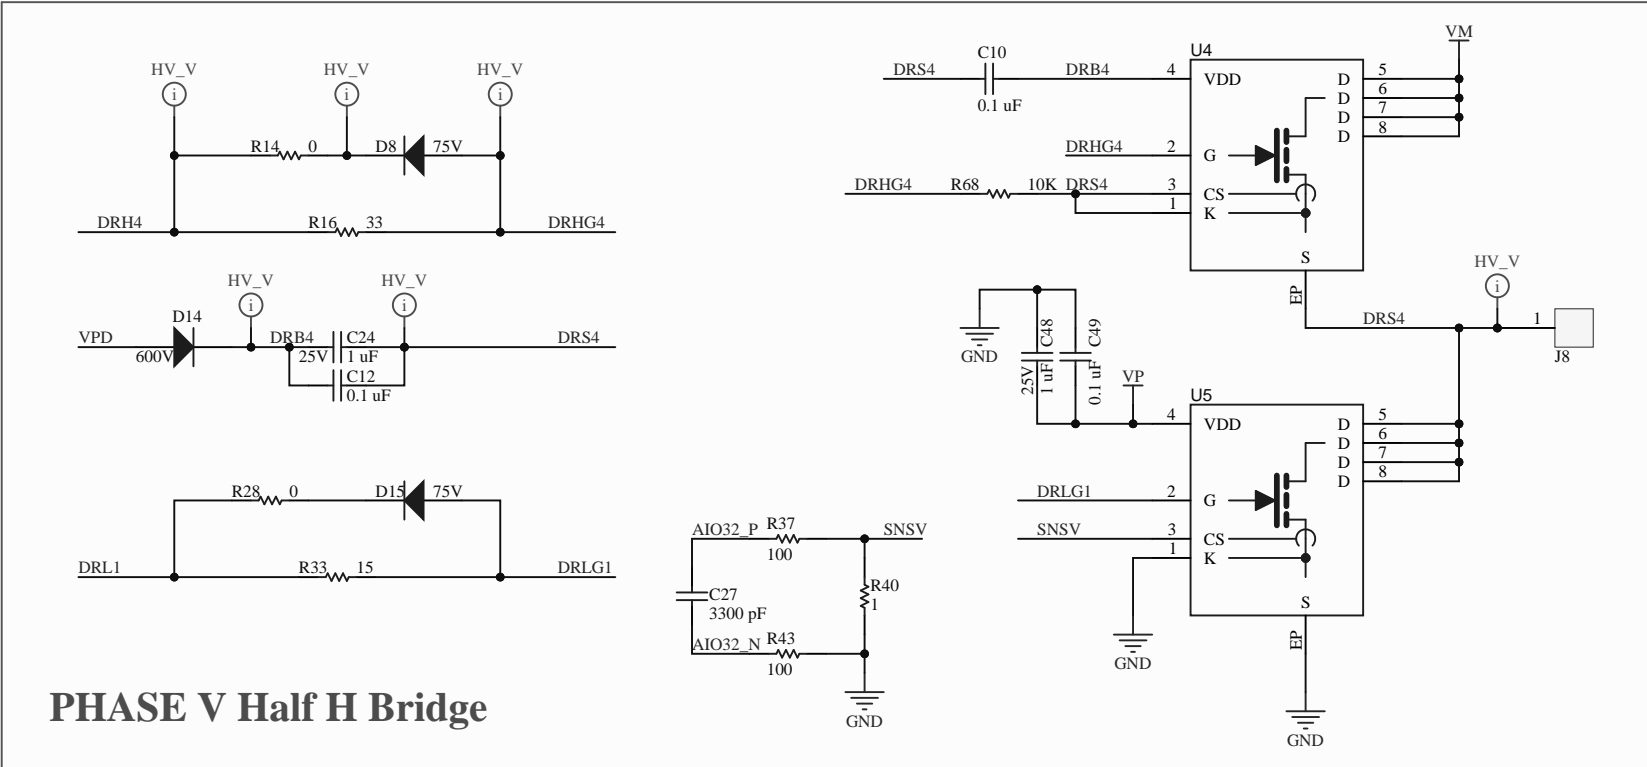 HV_V
HV_V
HV_V
i
i
i
R14 0
D8 75V
DRH4
R16 33
DRHG4
HV_V
HV_V
i
i
D14
VPD
600V
DRB4
C24
25V 1 uF
DRS4
C12
0.1 uF
R28 0
D15 75V
DRL1
R33 15
DRLG1
AIO32_P R37
100
SNSV
C27
3300 pF
R40
1
AIO32_N R43
100
GND
VM
C10
DRS4
DRB4
0.1 uF
U4
4 VDD
D 5
D 6
D 7
D 8
DRHG4
2 G
DRHG4
R68 10K
DRS4
3 CS
1 K
S
EP
HV_V
i
DRS4
1
J8
GND
C48
25V
1 uF
C49
0.1 uF
VP
U5
4 VDD
D 5
D 6
D 7
D 8
DRLG1
2 G
SNSV
3 CS
1 K
S
EP
GND
GND
PHASE V Half H Bridge